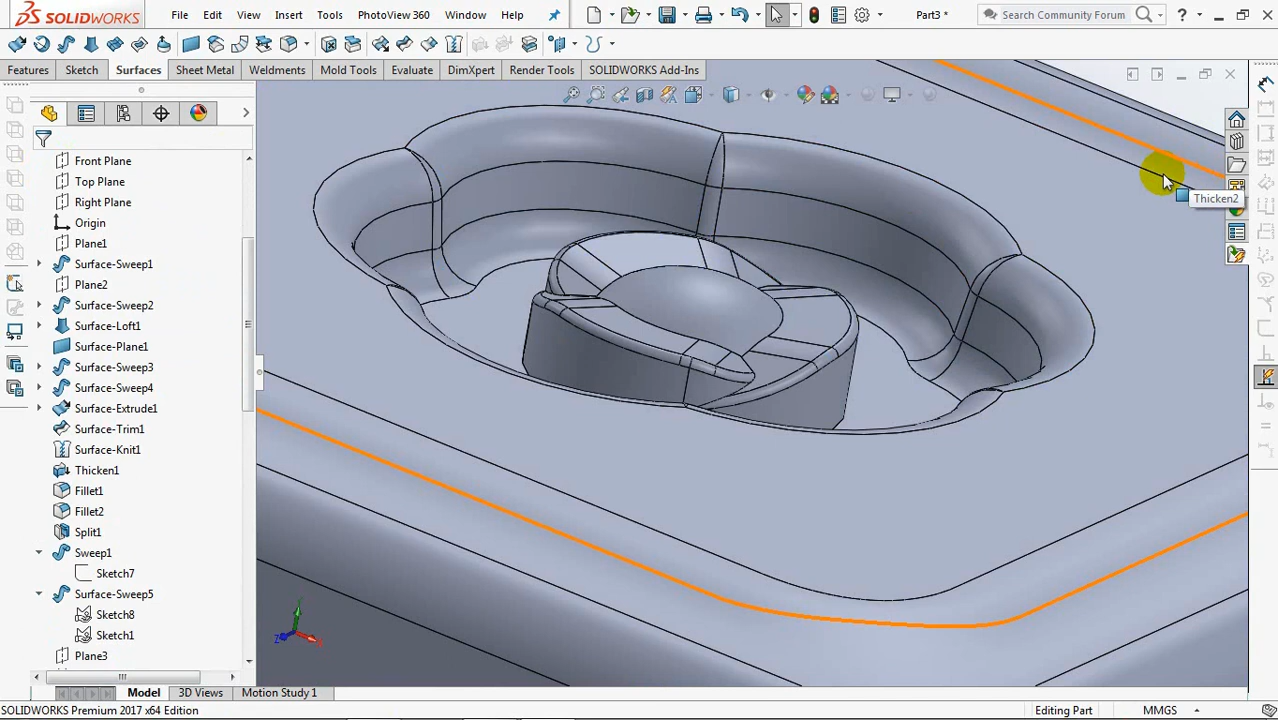 SOLIDWORKS File Edit View Insert Tools PhotoView 360 Window Help Part3 * Search Community Forum
Features Sketch Surfaces Sheet Metal Weldments Mold Tools Evaluate DimXpert Render Tools SOLIDWORKS Add-Ins
Front Plane
Top Plane
Right Plane
Thicken2
Origin
Plane1
Surface-Sweep1
Plane2
Surface-Sweep2
Surface-Loft1
Surface-Plane1
Surface-Sweep3
Surface-Sweep4
Surface-Extrude1
Surface-Trim1
Surface-Knit1
Thicken1
Fillet1
Fillet2
Split1
Sweep1
Sketch7
Surface-Sweep5
Sketch8
Sketch1
Plane3
Model 3D Views Motion Study 1
SOLIDWORKS Premium 2017 x64 Edition Editing Part MMGS